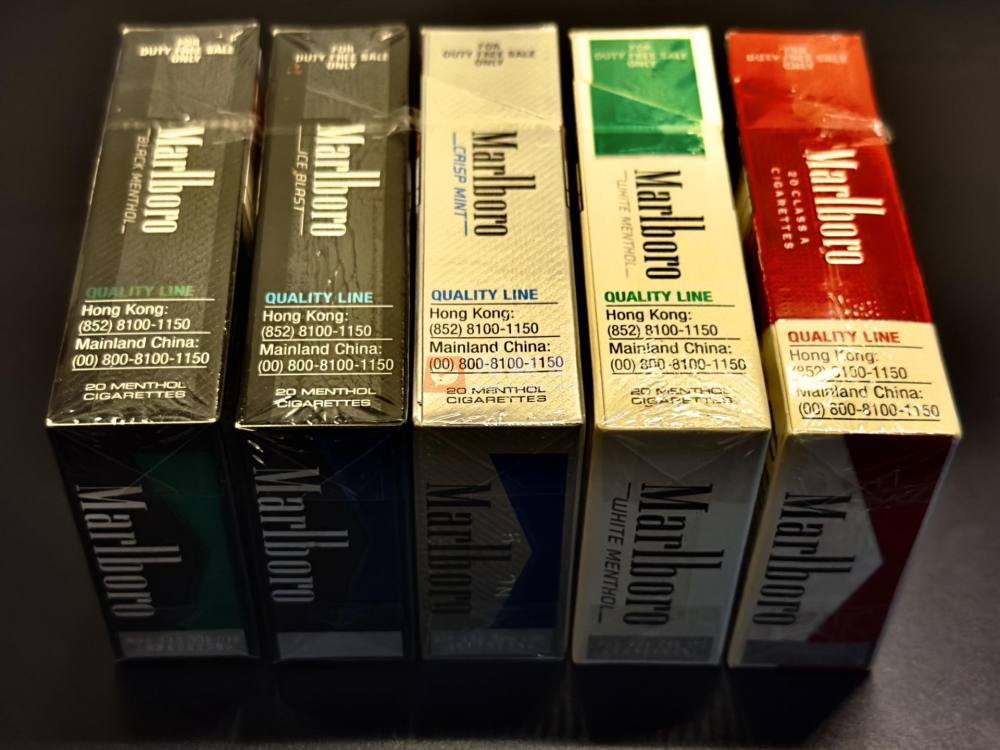 FOR
DUTY FREE SALE
ONLY
Marlboro
BLACK MENTHOL
QUALITY LINE
Hong Kong:
(852) 8100-1150
Mainland China:
(00) 800-8100-1150
20 MENTHOL
CIGARETTES
Marlboro
FOR
DUTY FREE SALE
ONLY
Marlboro
ICE BLAST
QUALITY LINE
Hong Kong:
(852) 8100-1150
Mainland China:
(00) 800-8100-1150
20 MENTHOL
CIGARETTES
Marlboro
FOR
DUTY FREE SALE
ONLY
Marlboro
CRISP MINT
QUALITY LINE
Hong Kong:
(852) 8100-1150
Mainland China:
(00) 800-8100-1150
20 MENTHOL
CIGARETTES
Marlboro
FOR
DUTY FREE SALE
ONLY
Marlboro
WHITE MENTHOL
QUALITY LINE
Hong Kong:
(852) 8100-1150
Mainland China:
(00) 800-8100-1150
20 MENTHOL
CIGARETTES
Marlboro
WHITE MENTHOL
Marlboro
20 CLASS A
CIGARETTES
QUALITY LINE
Hong Kong:
(852) 8100-1150
Mainland China:
(00) 800-8100-1150
Marlboro